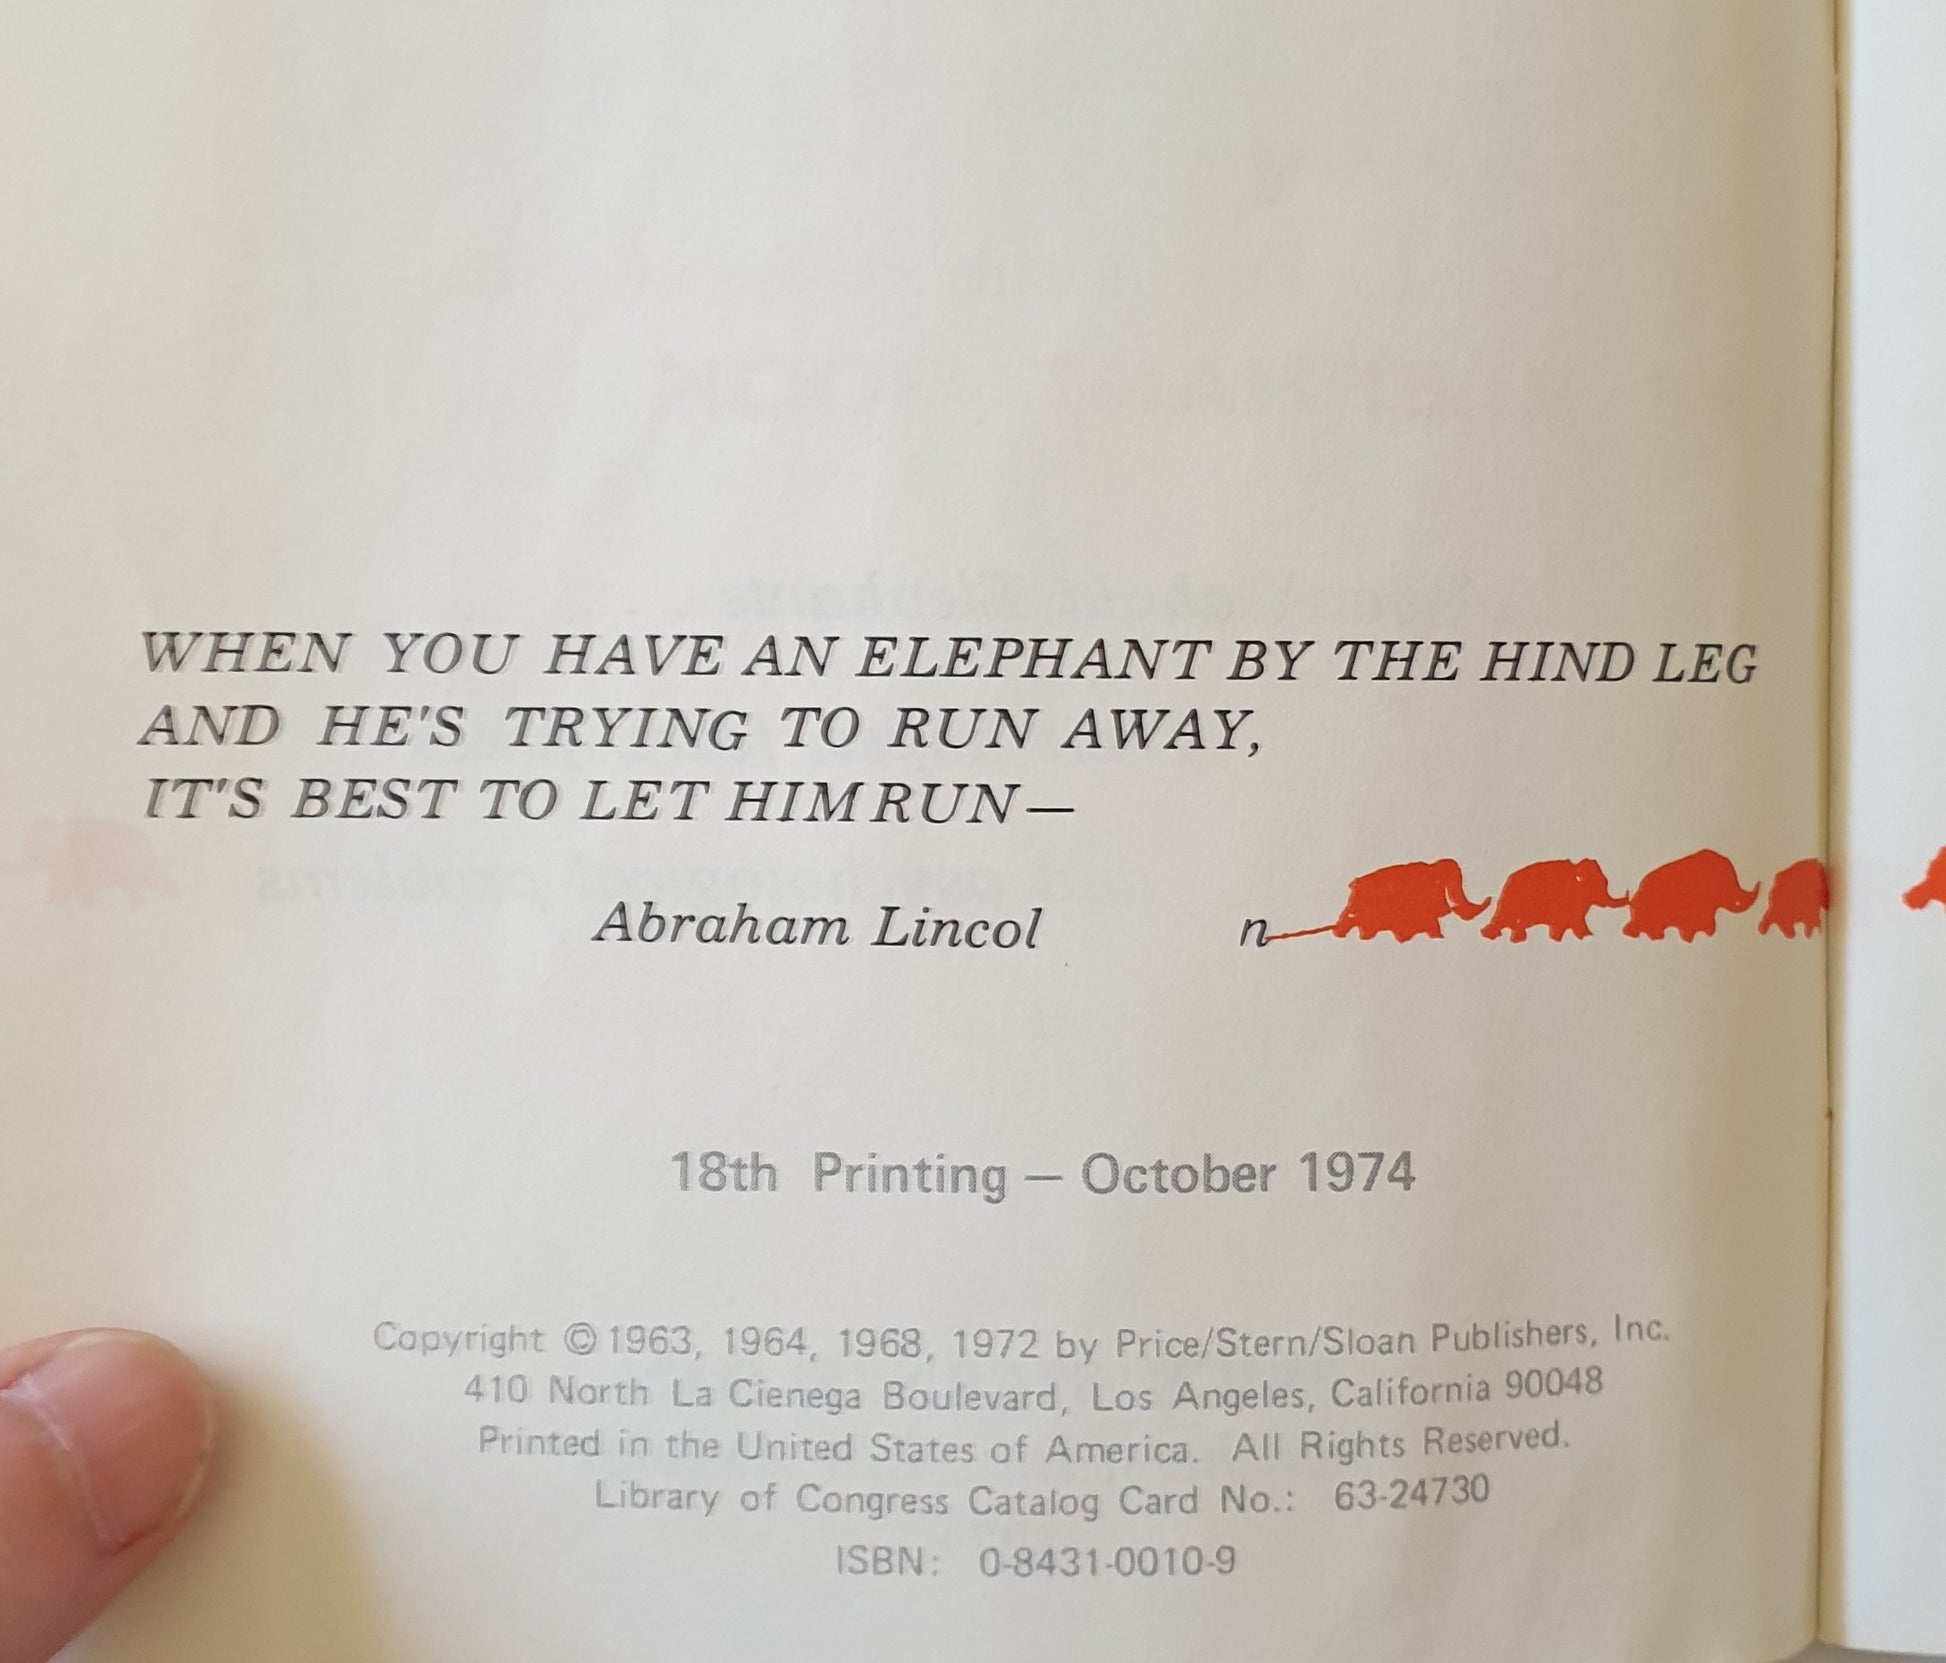 WHEN YOU HAVE AN ELEPHANT BY THE HIND LEG
AND HE'S TRYING TO RUN AWAY,
IT'S BEST TO LET HIM RUN—
Abraham Lincol n
18th Printing — October 1974
Copyright © 1963, 1964, 1968, 1972 by Price/Stern/Sloan Publishers, Inc.
410 North La Cienega Boulevard, Los Angeles, California 90048
Printed in the United States of America. All Rights Reserved.
Library of Congress Catalog Card No.: 63-24730
ISBN: 0-8431-0010-9